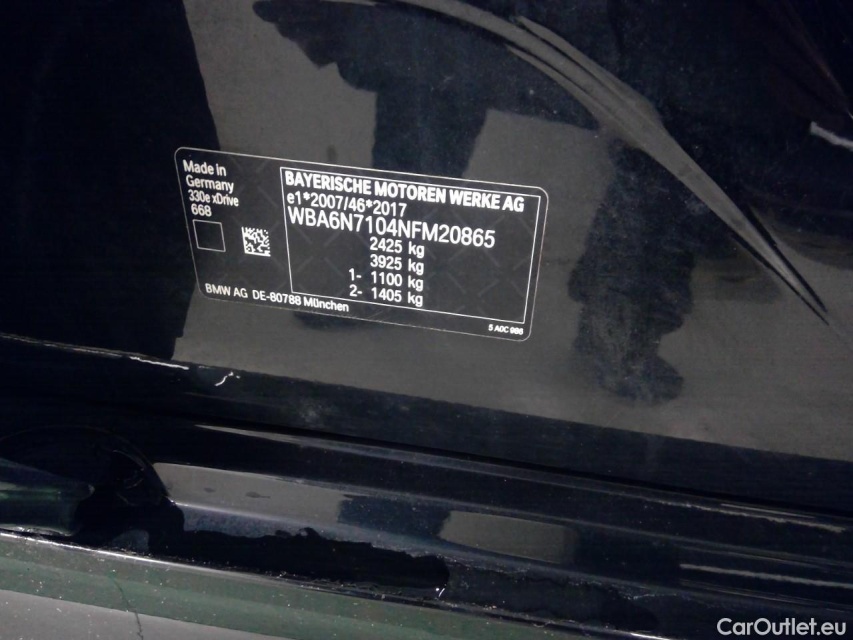 Made in
Germany
330e xDrive
668
BAYERISCHE MOTOREN WERKE AG
e1*2007/46*2017
WBA6N7104NFM20865
2425 kg
3925 kg
1- 1100 kg
2- 1405 kg
BMW AG DE-80788 München
5 A0C 986
CarOutlet.eu